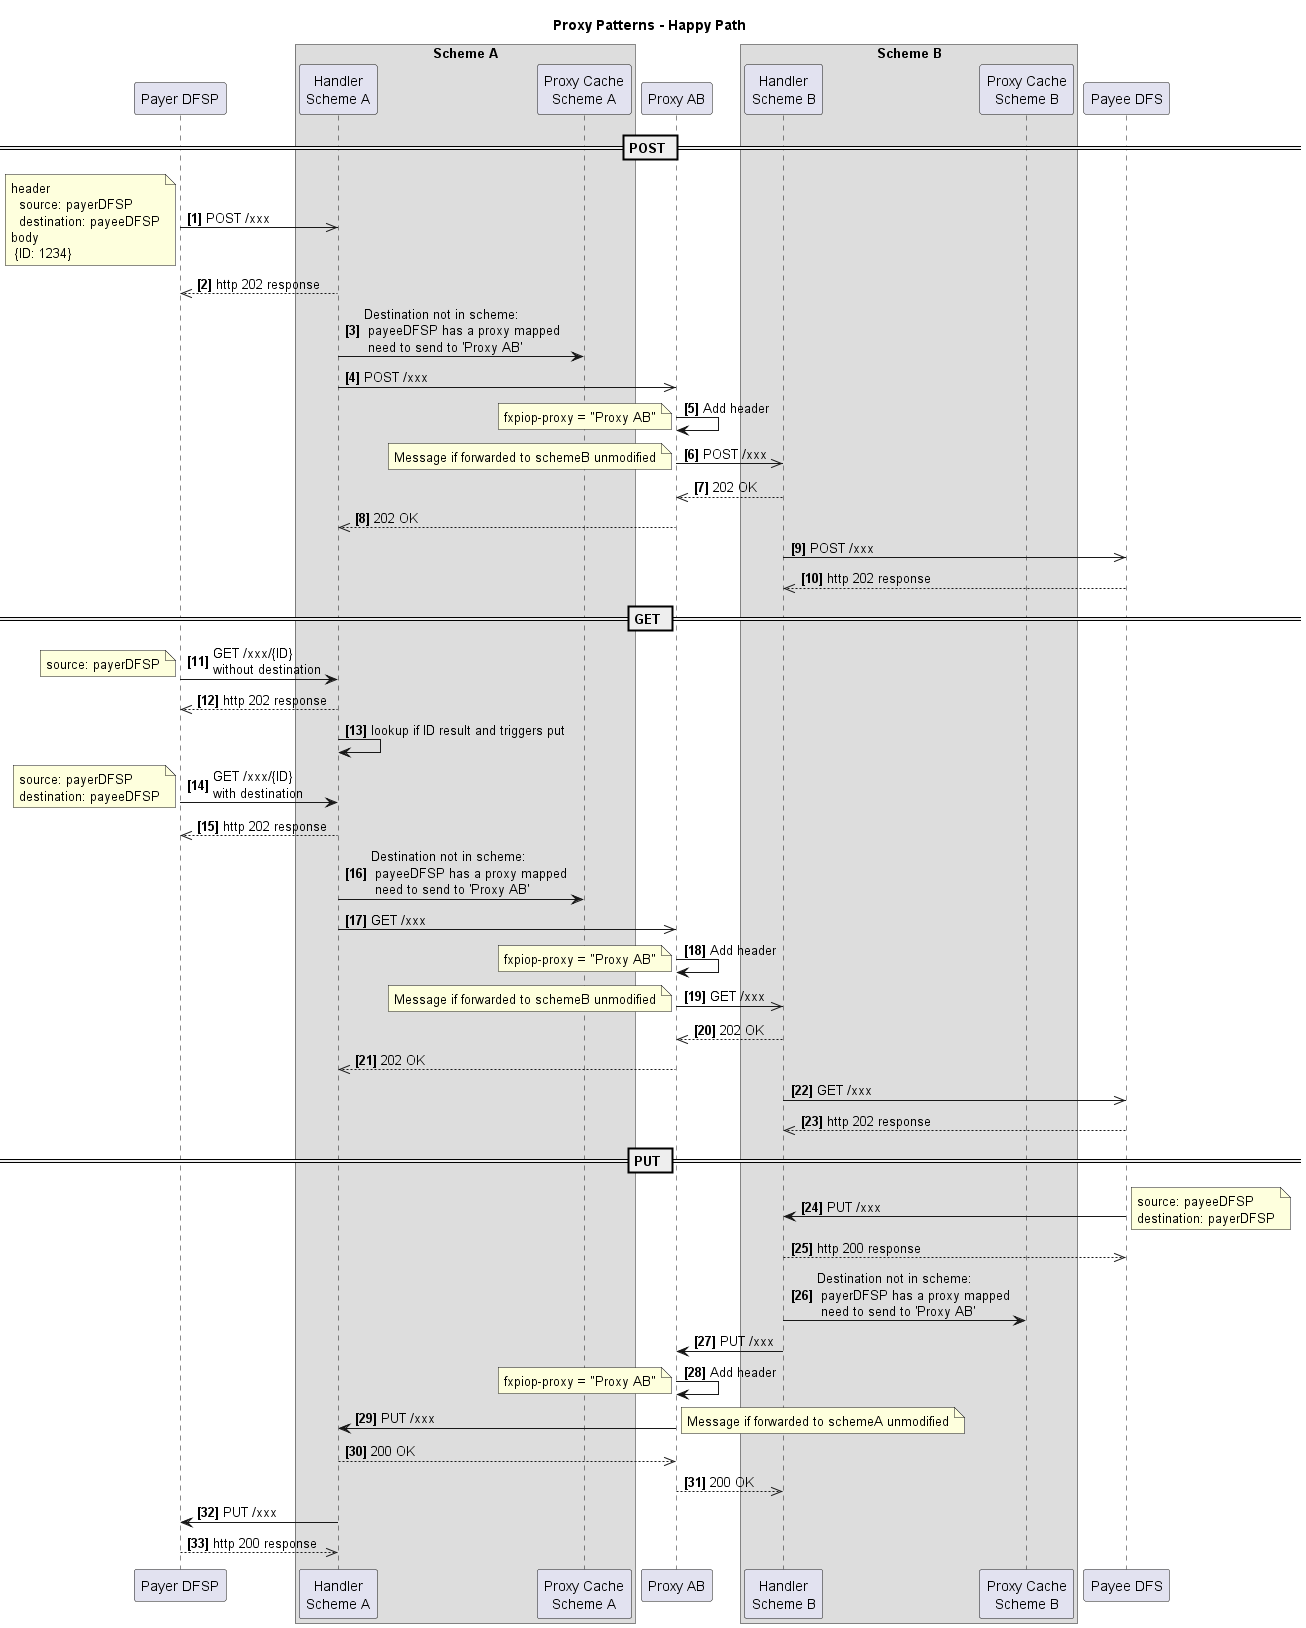 Proxy Patterns - Happy Path
Scheme A
Scheme B
Payer DFSP
Handler
Scheme A
Proxy Cache
Scheme A
Proxy AB
Handler
Scheme B
Proxy Cache
Scheme B
Payee DFS
POST
header
source: payerDFSP
destination: payeeDFSP
body
{ID: 1234}
[1] POST /xxx
[2] http 202 response
Destination not in scheme:
[3] payeeDFSP has a proxy mapped
need to send to 'Proxy AB'
[4] POST /xxx
fxpiop-proxy = "Proxy AB"
[5] Add header
Message if forwarded to schemeB unmodified
[6] POST /xxx
[7] 202 OK
[8] 202 OK
[9] POST /xxx
[10] http 202 response
GET
source: payerDFSP
[11] GET /xxx/{ID}
without destination
[12] http 202 response
[13] lookup if ID result and triggers put
source: payerDFSP
destination: payeeDFSP
[14] GET /xxx/{ID}
with destination
[15] http 202 response
Destination not in scheme:
[16] payeeDFSP has a proxy mapped
need to send to 'Proxy AB'
[17] GET /xxx
fxpiop-proxy = "Proxy AB"
[18] Add header
Message if forwarded to schemeB unmodified
[19] GET /xxx
[20] 202 OK
[21] 202 OK
[22] GET /xxx
[23] http 202 response
PUT
[24] PUT /xxx
source: payeeDFSP
destination: payerDFSP
[25] http 200 response
Destination not in scheme:
[26] payerDFSP has a proxy mapped
need to send to 'Proxy AB'
[27] PUT /xxx
fxpiop-proxy = "Proxy AB"
[28] Add header
[29] PUT /xxx
Message if forwarded to schemeA unmodified
[30] 200 OK
[31] 200 OK
[32] PUT /xxx
[33] http 200 response
Payer DFSP
Handler
Scheme A
Proxy Cache
Scheme A
Proxy AB
Handler
Scheme B
Proxy Cache
Scheme B
Payee DFS